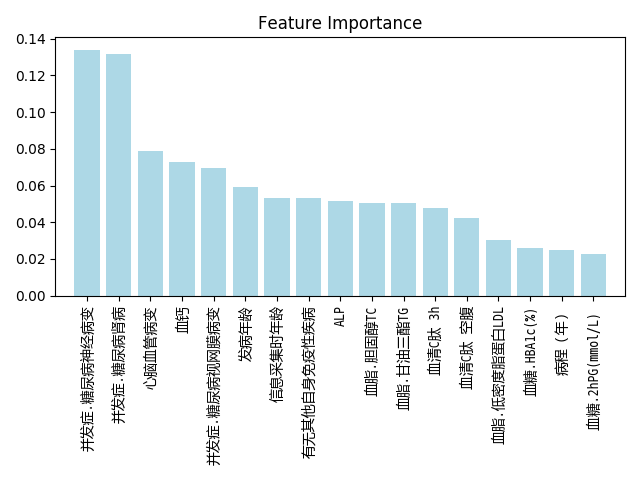 Feature Importance
0.14
0.12
0.10
0.08
0.06
0.04
0.02
0.00
并发症.糖尿病神经病变
并发症.糖尿病肾病
心脑血管病变
血钙
并发症.糖尿病视网膜病变
发病年龄
信息采集时年龄
有无其他自身免疫性疾病
ALP
血脂.胆固醇TC
血脂.甘油三酯TG
血清C肽 3h
血清C肽 空腹
血脂.低密度脂蛋白LDL
血糖.HBA1c(%)
病程（年）
血糖.2hPG(mmol/L)